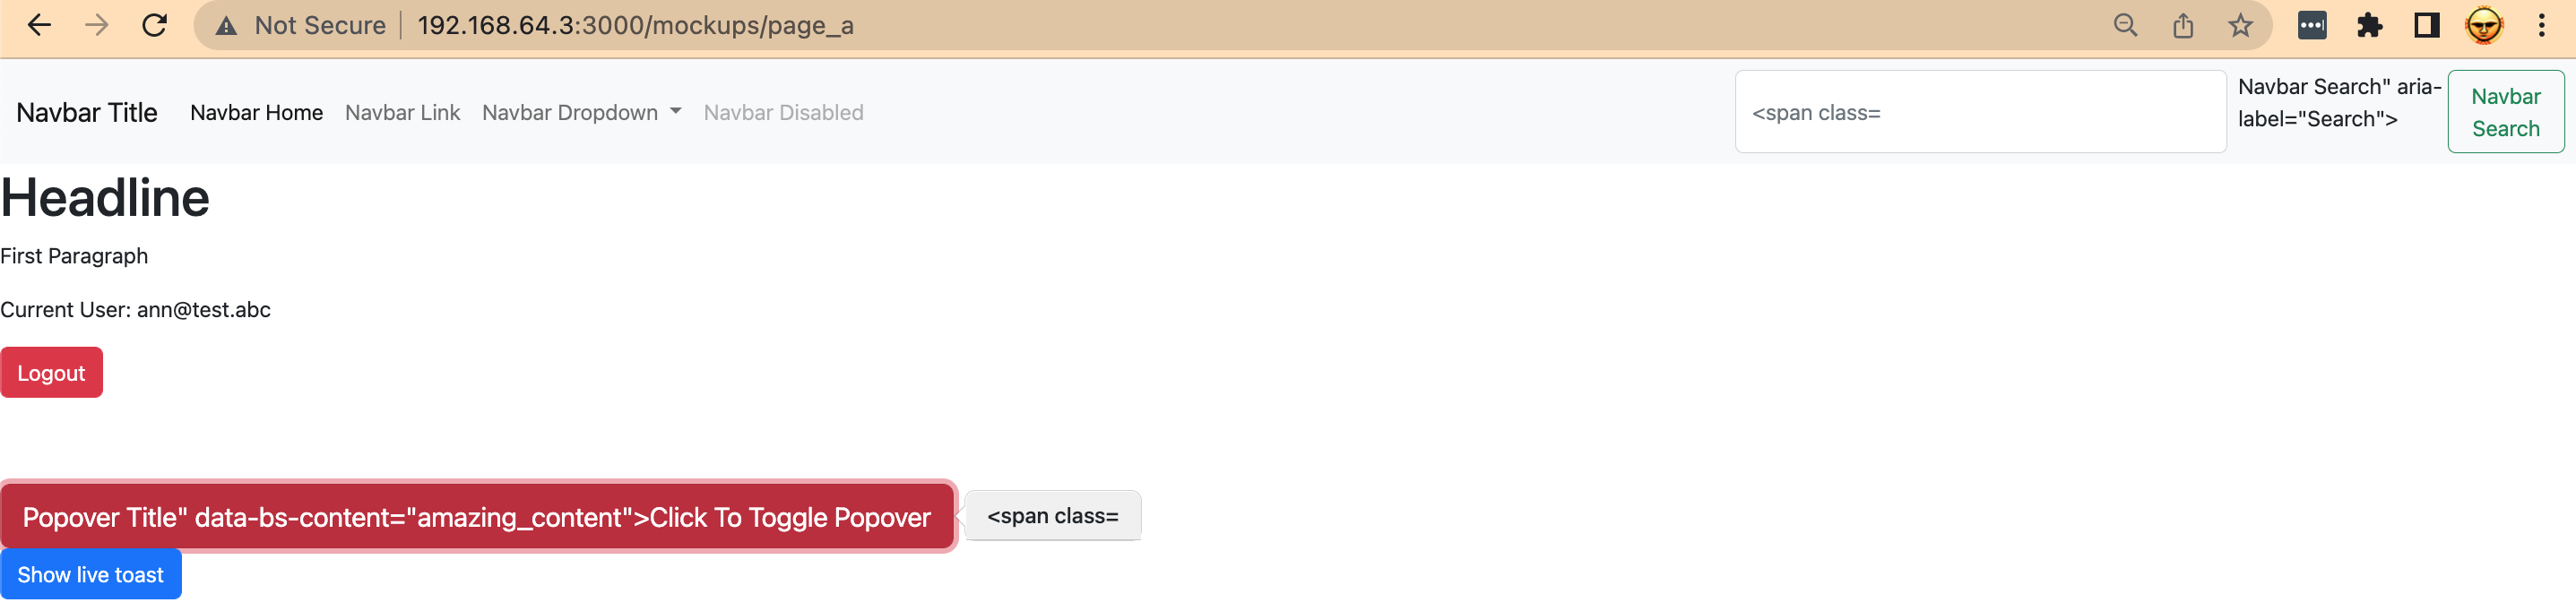 Not Secure | 192.168.64.3:3000/mockups/page_a
Navbar Title Navbar Home Navbar Link Navbar Dropdown Navbar Disabled
<span class=
Navbar Search" aria-
label="Search">
Navbar
Search
Headline
First Paragraph
Current User: ann@test.abc
Logout
Popover Title" data-bs-content="amazing_content">Click To Toggle Popover
<span class=
Show live toast